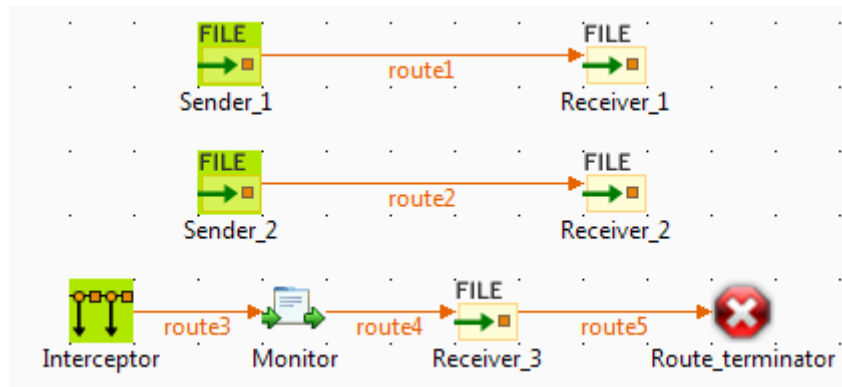 FILE FILE
route1
Sender_1 Receiver_1
FILE FILE
route2
Sender_2 Receiver_2
FILE
route3 route4 route5
Interceptor Monitor Receiver_3 Route_terminator